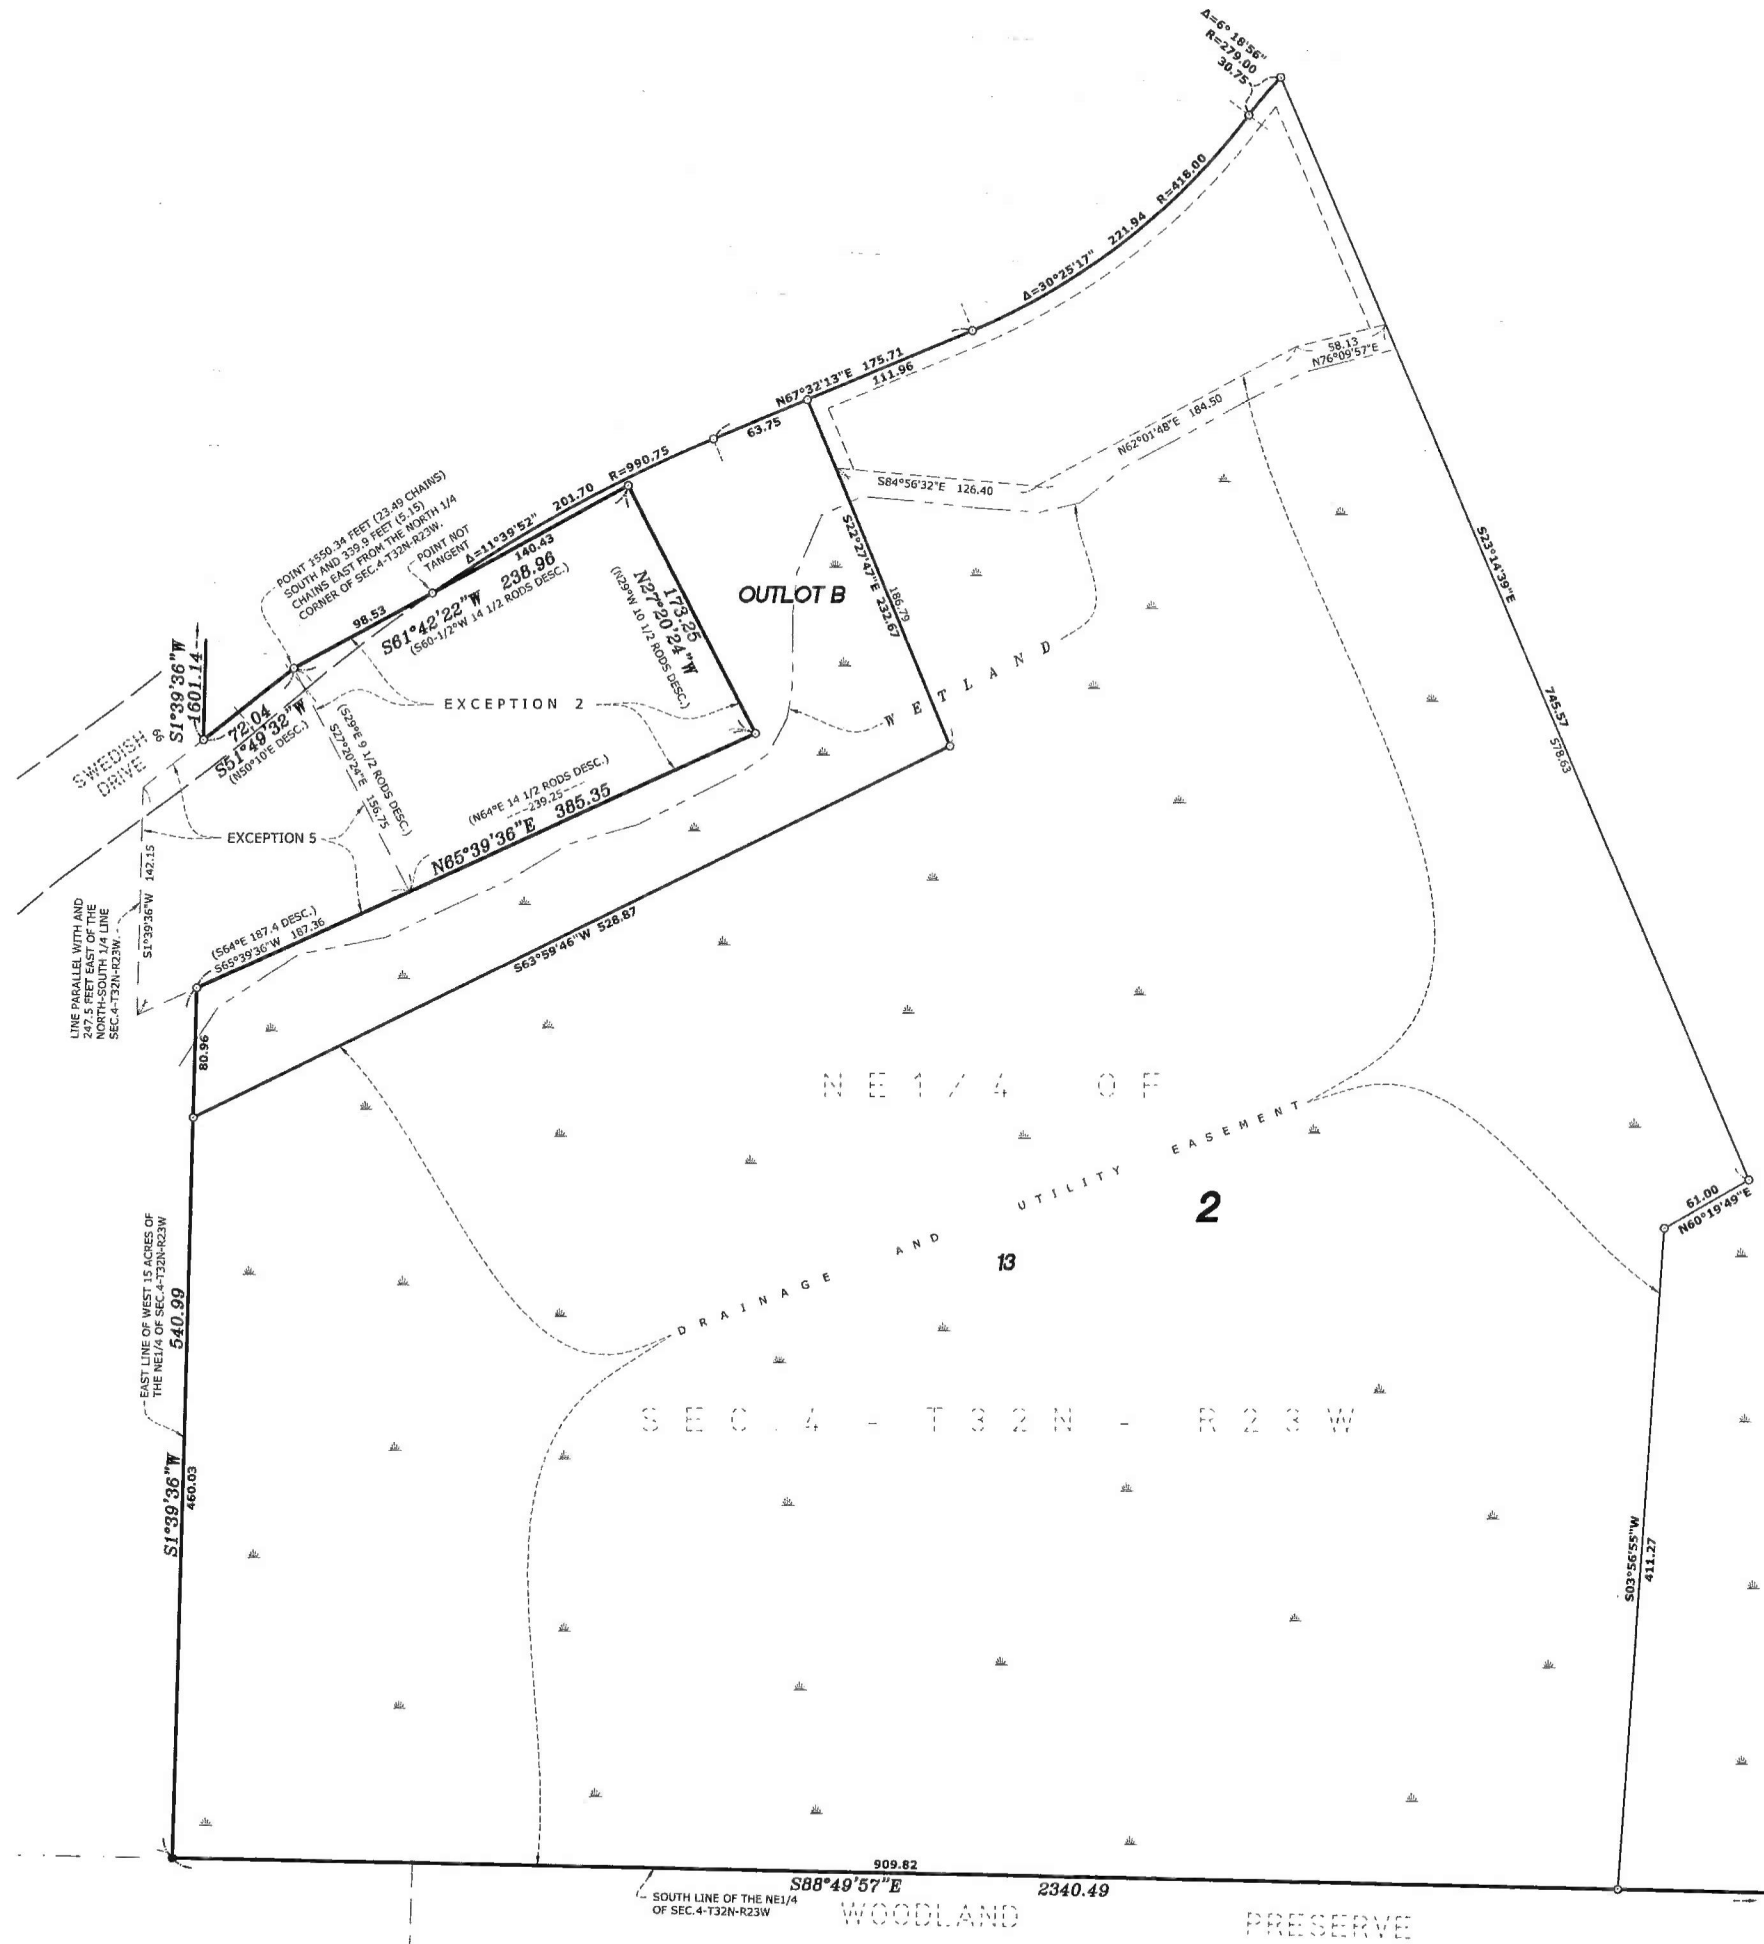 Δ=6°18'56"
R=279.00
30.75
Δ=30°25'17" 221.94 R=418.00
N67°32'13"E 175.71
111.96
63.75
58.13
N76°09'57"E
N62°01'48"E 184.50
S84°56'32"E 126.40
Δ=11°39'52" 201.70 R=990.75
140.43
S61°42'22"W 238.96
(S60-1/2°W 14 1/2 RODS DESC.)
98.53
POINT 1550.34 FEET (23.49 CHAINS)
SOUTH AND 339.9 FEET (5.15)
CHAINS EAST FROM THE NORTH 1/4
CORNER OF SEC.4-T32N-R23W.
POINT NOT
TANGENT
173.25
N27°20'24"W
(N29°W 10 1/2 RODS DESC.)
OUTLOT B
S22°27'47"E 232.67
186.79
S23°14'39"E
745.57
578.63
WETLAND
S1°39'36"W
1601.14
SWEDISH
DRIVE
72.04
S51°49'32"W
(N50°10'E DESC.)
EXCEPTION 2
(S29°E 9 1/2 RODS DESC.)
S27°20'24"E 156.75
(N64°E 14 1/2 RODS DESC.)
239.25
N65°39'36"E 385.35
EXCEPTION 5
S1°39'36"W 142.15
LINE PARALLEL WITH AND
247.5 FEET EAST OF THE
NORTH-SOUTH 1/4 LINE
SEC.4-T32N-R23W.
(S64°E 187.4 DESC.)
S65°39'36"W 187.36
S63°59'46"W 528.87
80.96
NE1/4 OF
DRAINAGE AND UTILITY EASEMENT
2
13
61.00
N60°19'49"E
EAST LINE OF WEST 15 ACRES OF
THE NE1/4 OF SEC.4-T32N-R23W
S1°39'36"W 540.99
460.03
SEC.4 - T32N - R23W
S03°56'55"W
411.27
909.82
S88°49'57"E 2340.49
SOUTH LINE OF THE NE1/4
OF SEC.4-T32N-R23W
WOODLAND PRESERVE